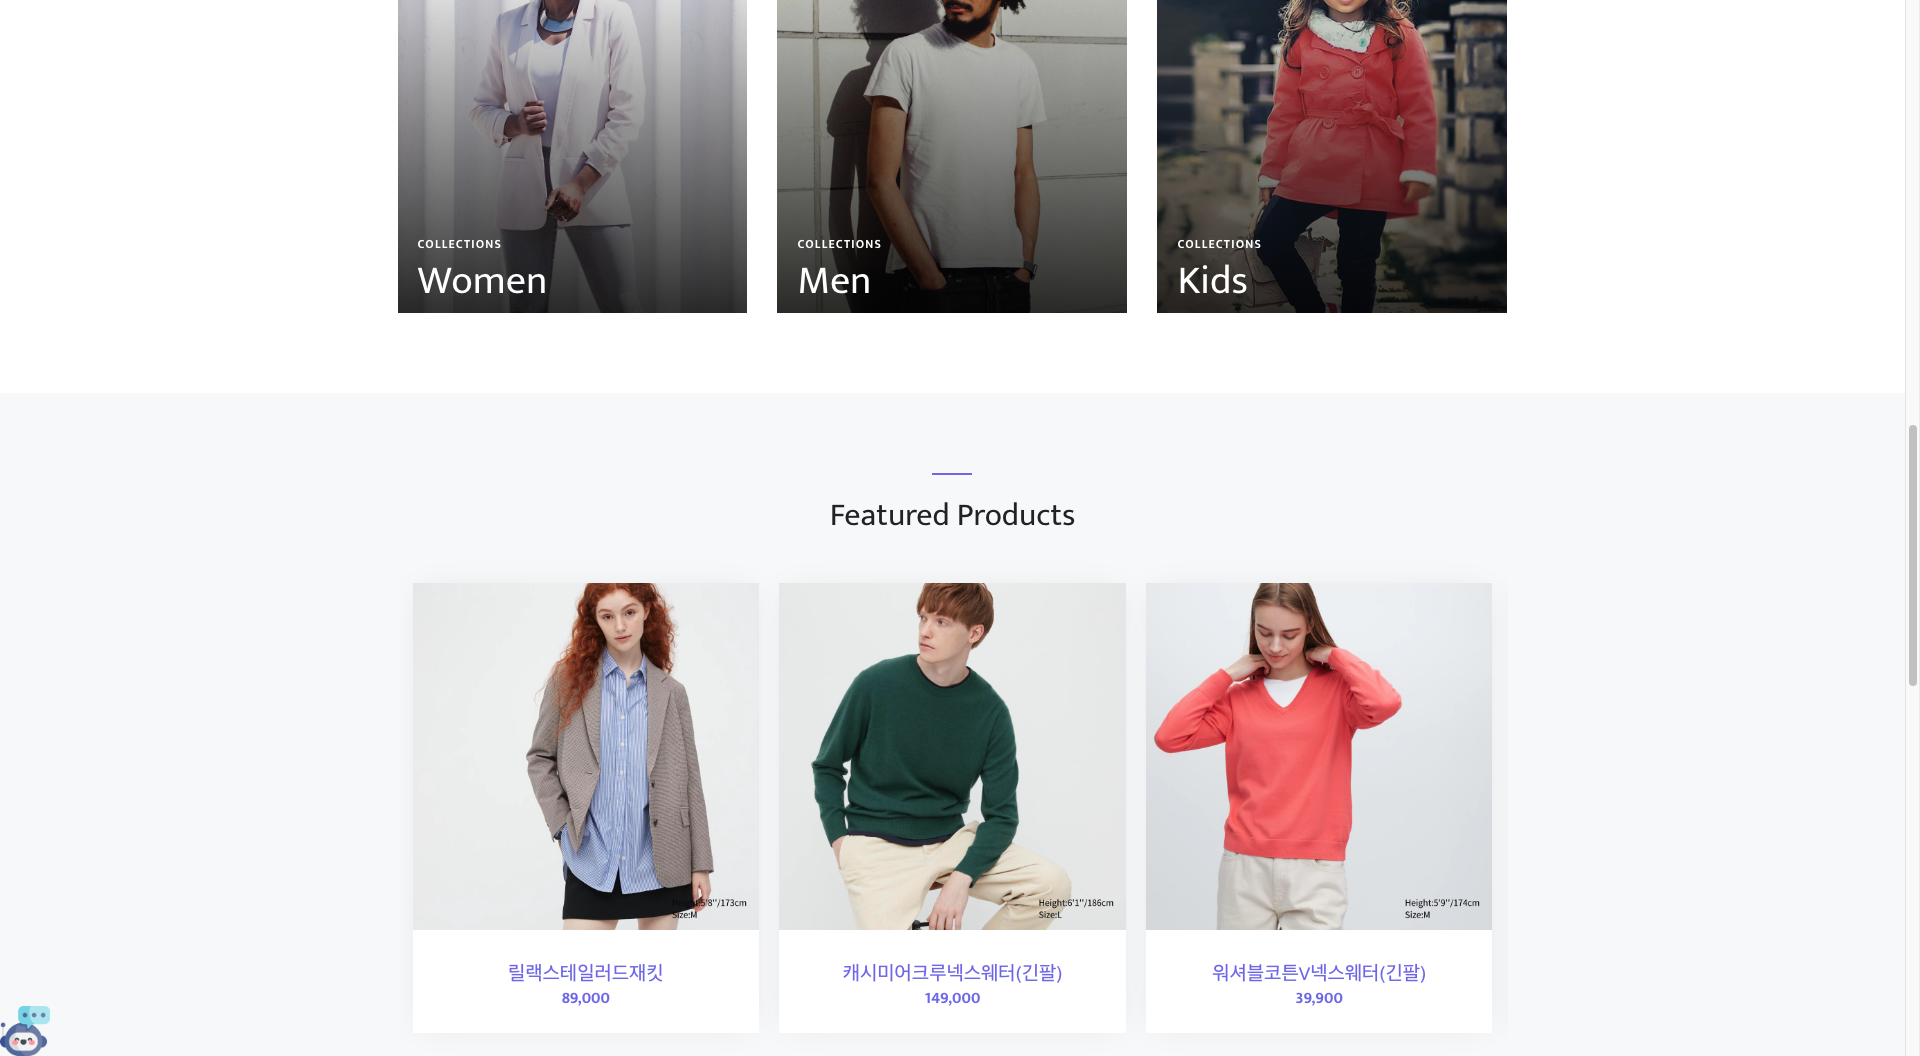 COLLECTIONS
Women
COLLECTIONS
Men
COLLECTIONS
Kids
Featured Products
Height:5'8''/173cm
Size:M
Height:6'1''/186cm
Size:L
Height:5'9''/174cm
Size:M
릴랙스테일러드재킷
89,000
캐시미어크루넥스웨터(긴팔)
149,000
워셔블코튼V넥스웨터(긴팔)
39,900